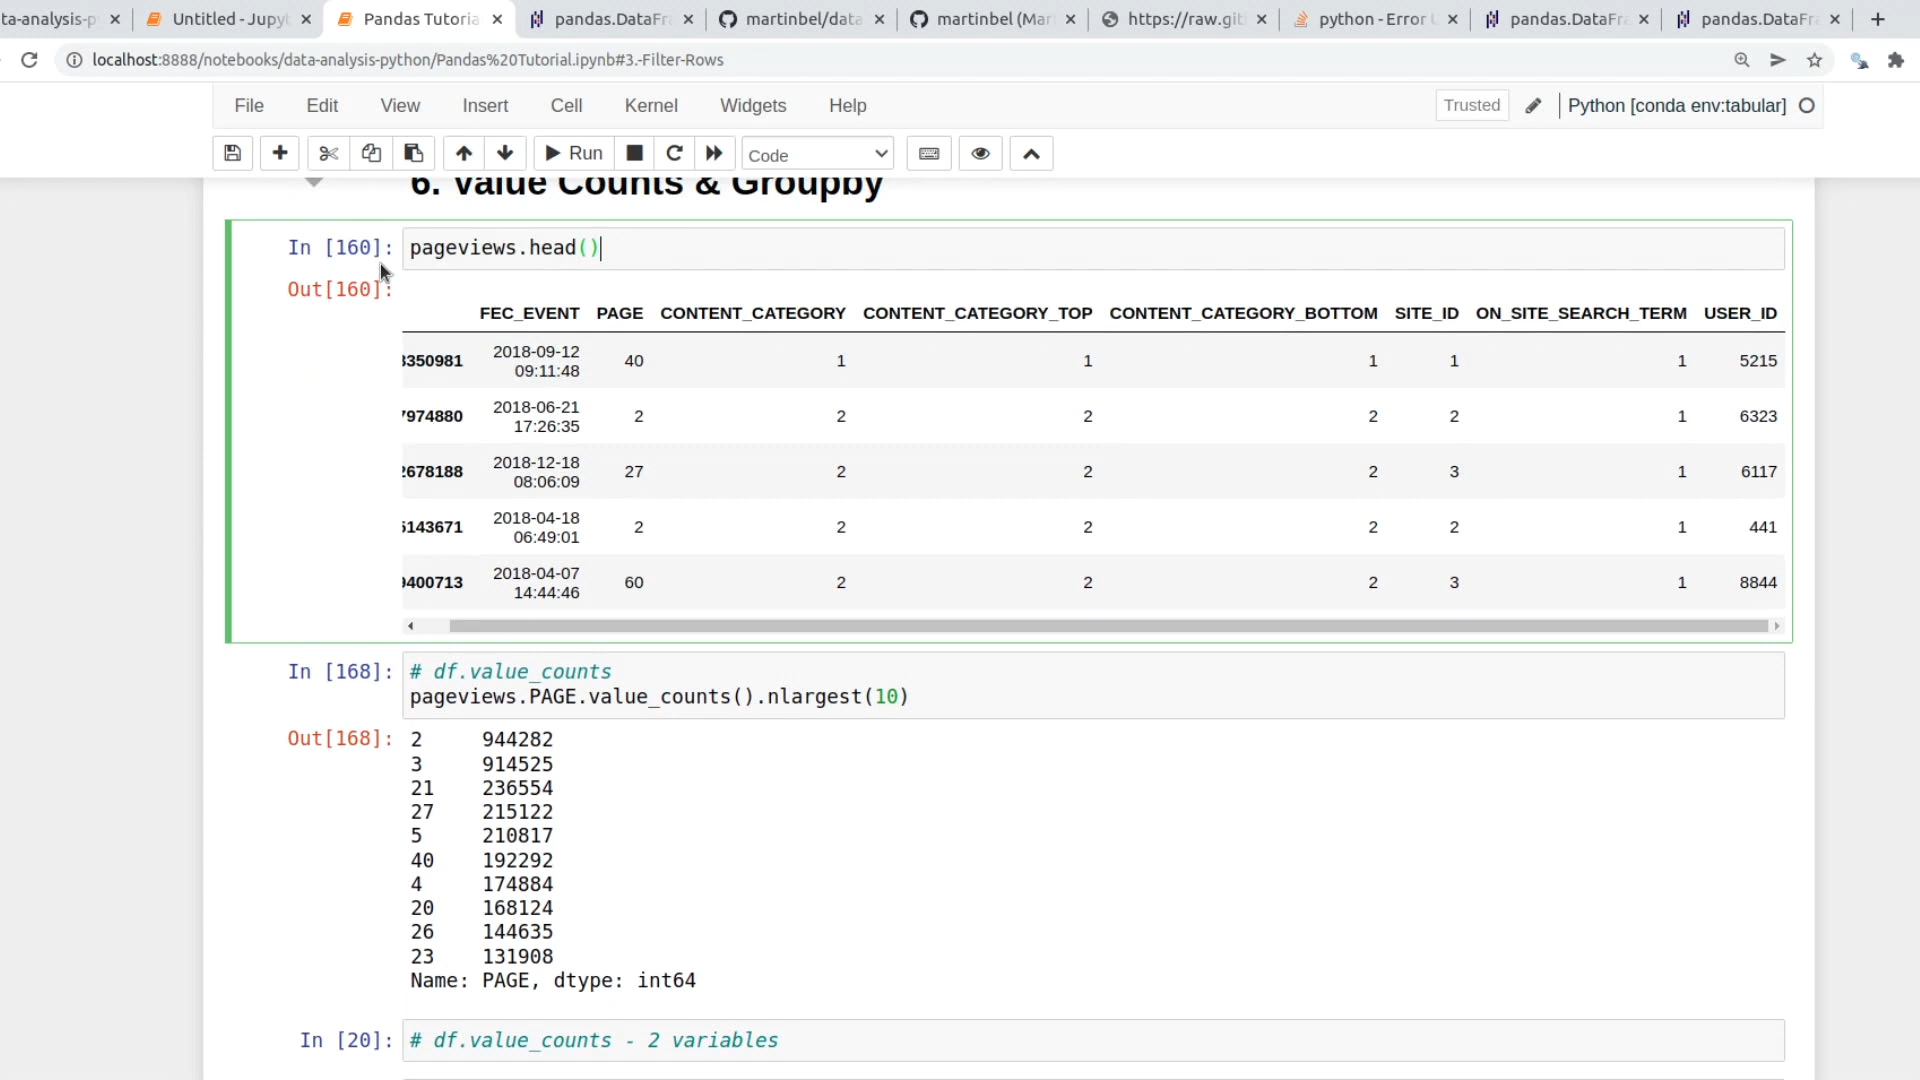 ta-analysis-p
Untitled - Jupy
Pandas Tutoria
pandas.DataFra
martinbel/data
martinbel (Mar
https://raw.git
python - Error
pandas.DataFra
pandas.DataFra
localhost:8888/notebooks/data-analysis-python/Pandas%20Tutorial.ipynb#3.-Filter-Rows
File Edit View Insert Cell Kernel Widgets Help Trusted Python [conda env:tabular]
Run Code
6. Value Counts & Groupby
In [160]: pageviews.head()
Out[160]:
FEC_EVENT PAGE CONTENT_CATEGORY CONTENT_CATEGORY_TOP CONTENT_CATEGORY_BOTTOM SITE_ID ON_SITE_SEARCH_TERM USER_ID
3350981 2018-09-12 09:11:48 40 1 1 1 1 1 5215
7974880 2018-06-21 17:26:35 2 2 2 2 2 1 6323
2678188 2018-12-18 08:06:09 27 2 2 2 3 1 6117
5143671 2018-04-18 06:49:01 2 2 2 2 2 1 441
9400713 2018-04-07 14:44:46 60 2 2 2 3 1 8844
In [168]: # df.value_counts
pageviews.PAGE.value_counts().nlargest(10)
Out[168]: 2 944282
3 914525
21 236554
27 215122
5 210817
40 192292
4 174884
20 168124
26 144635
23 131908
Name: PAGE, dtype: int64
In [20]: # df.value_counts - 2 variables